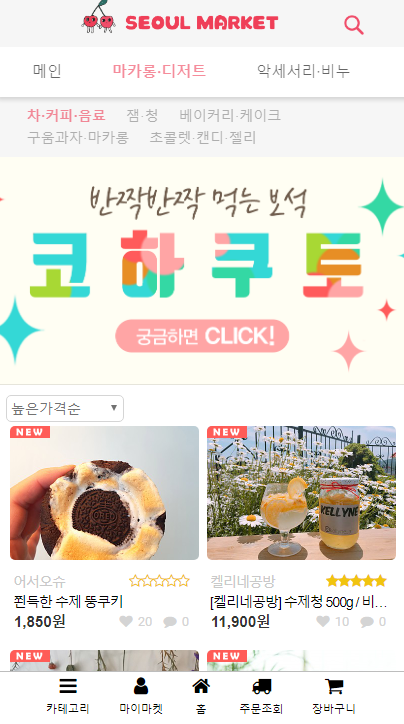 SEOUL MARKET
메인 마카롱·디저트 악세서리·비누
차·커피·음료 잼·청 베이커리·케이크
구움과자·마카롱 초콜렛·캔디·젤리
반짝반짝 먹는 보석
코하쿠토
궁금하면 CLICK!
높은가격순
NEW NEW
KELLYNE
어서오슈 켈리네공방
쫀득한 수제 뚱쿠키 [켈리네공방] 수제청 500g / 비…
1,850원 20 0 11,900원 10 0
NEW NEW
카테고리 마이마켓 홈 주문조회 장바구니